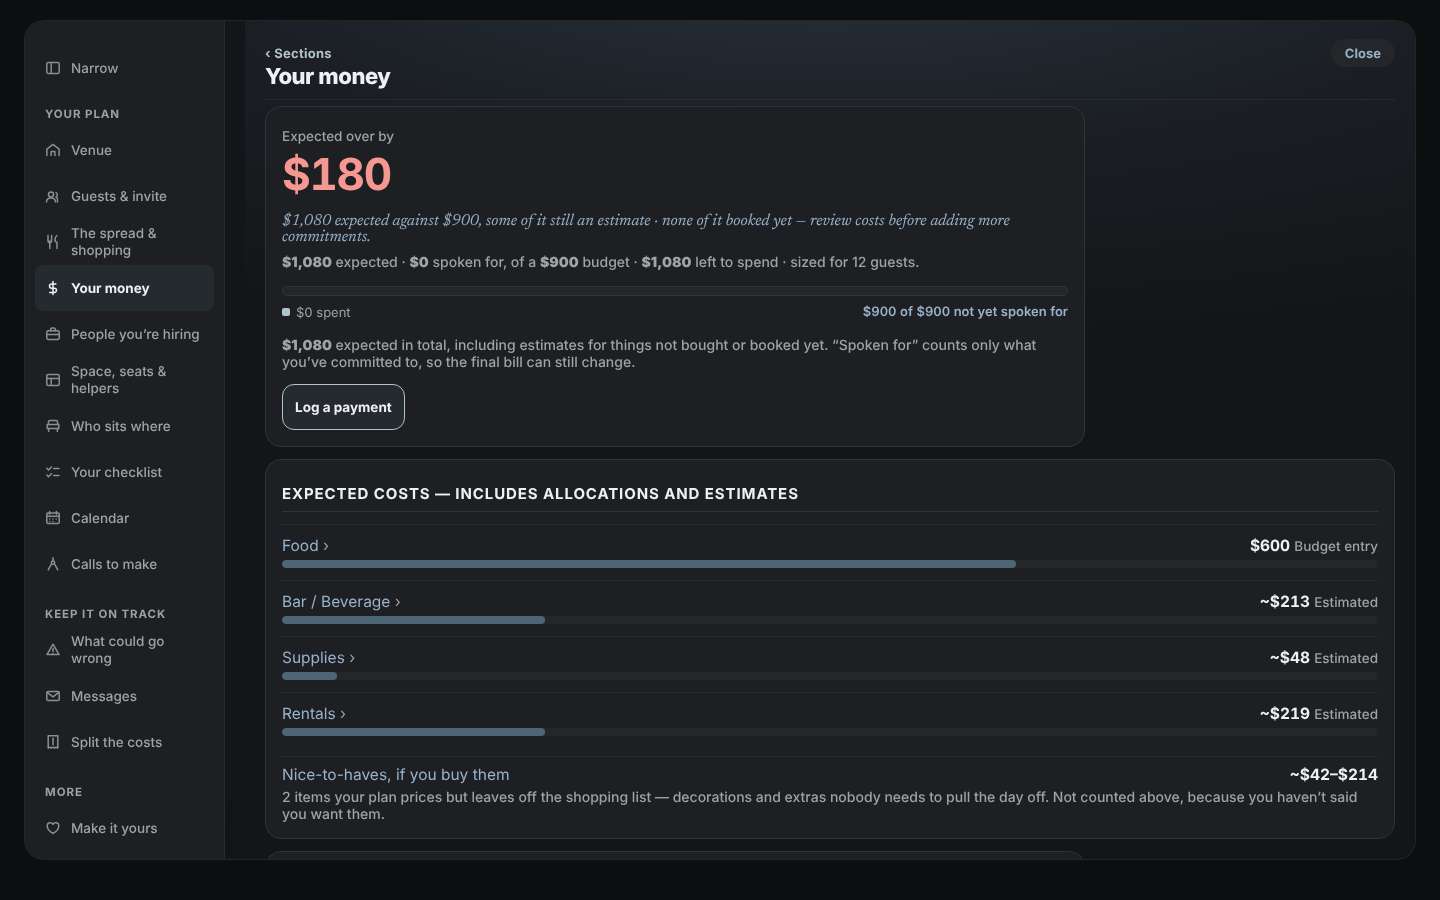 Narrow
YOUR PLAN
Venue
Guests & invite
The spread &
shopping
Your money
People you’re hiring
Space, seats &
helpers
Who sits where
Your checklist
Calendar
Calls to make
KEEP IT ON TRACK
What could go
wrong
Messages
Split the costs
MORE
Make it yours
‹ Sections
Your money
Close
Expected over by
$180
$1,080 expected against $900, some of it still an estimate · none of it booked yet — review costs before adding more
commitments.
$1,080 expected · $0 spoken for, of a $900 budget · $1,080 left to spend · sized for 12 guests.
$0 spent
$900 of $900 not yet spoken for
$1,080 expected in total, including estimates for things not bought or booked yet. “Spoken for” counts only what
you’ve committed to, so the final bill can still change.
Log a payment
EXPECTED COSTS — INCLUDES ALLOCATIONS AND ESTIMATES
Food › $600 Budget entry
Bar / Beverage › ~$213 Estimated
Supplies › ~$48 Estimated
Rentals › ~$219 Estimated
Nice-to-haves, if you buy them ~$42–$214
2 items your plan prices but leaves off the shopping list — decorations and extras nobody needs to pull the day off. Not counted above, because you haven’t said
you want them.